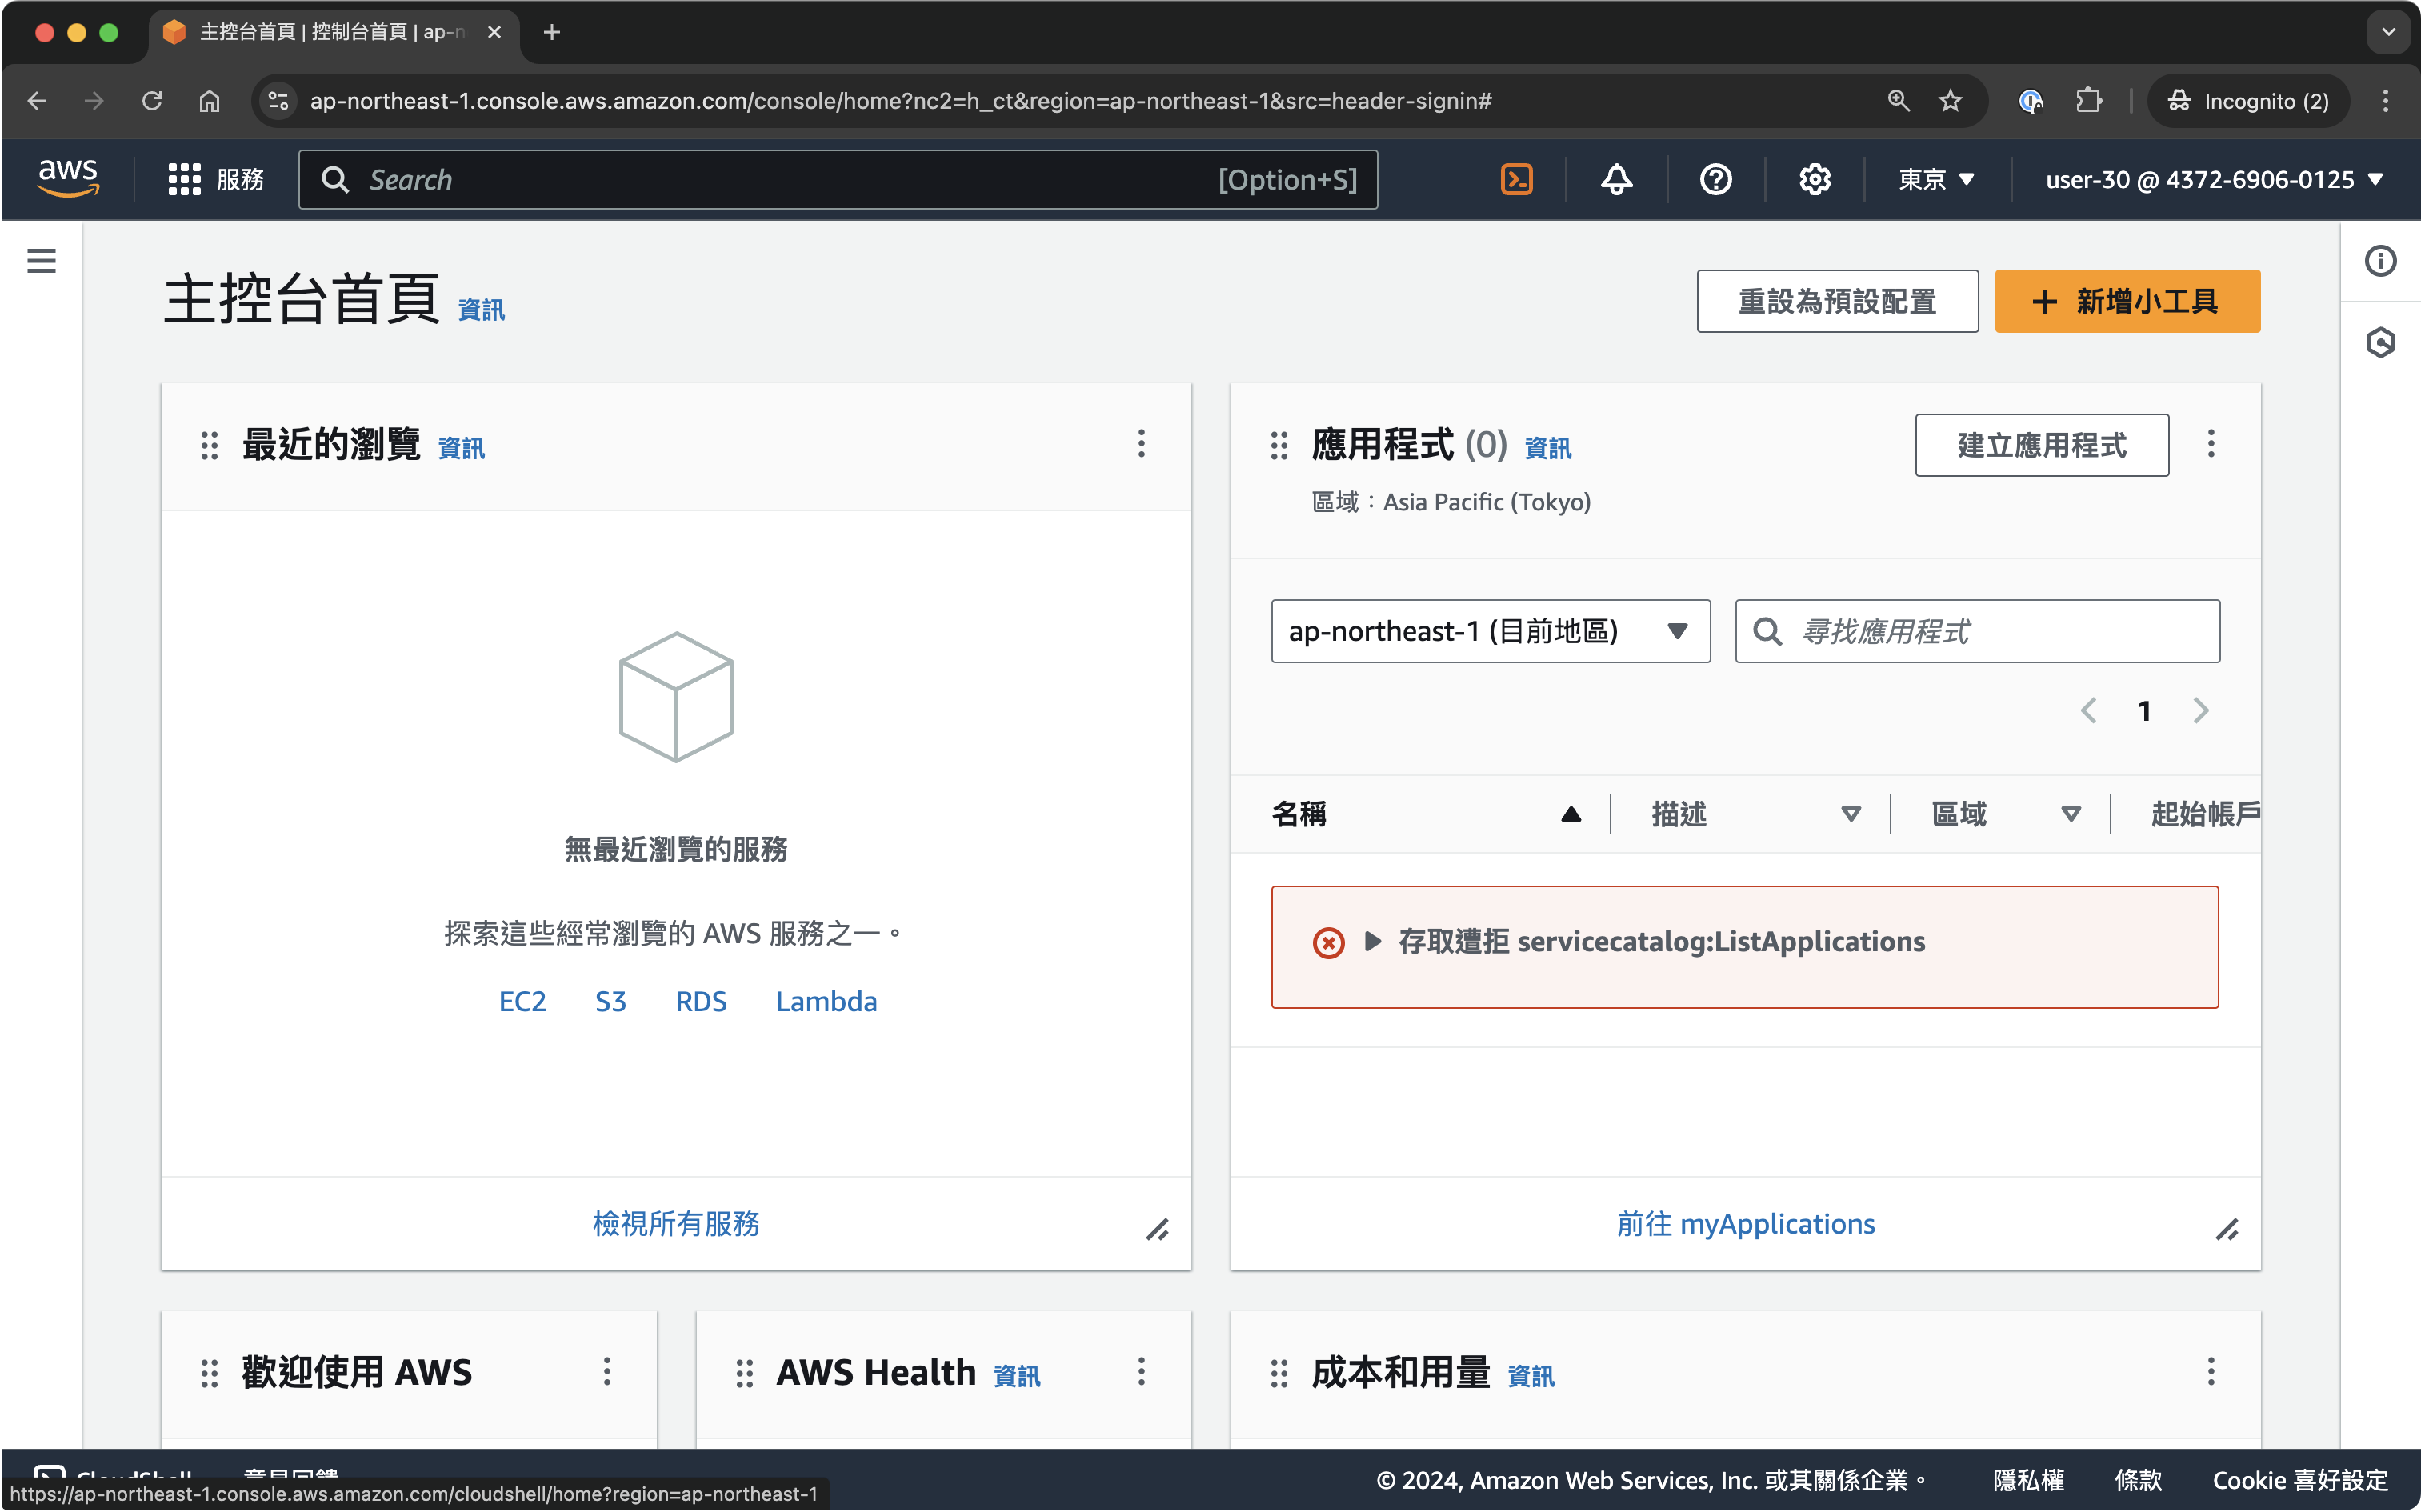 主控台首頁 | 控制台首頁 | ap-n
ap-northeast-1.console.aws.amazon.com/console/home?nc2=h_ct&region=ap-northeast-1&src=header-signin#
Incognito (2)
aws
服務
Search
[Option+S]
東京
user-30 @ 4372-6906-0125
主控台首頁 資訊
重設為預設配置
新增小工具
最近的瀏覽 資訊
無最近瀏覽的服務
探索這些經常瀏覽的 AWS 服務之一。
EC2 S3 RDS Lambda
檢視所有服務
應用程式 (0) 資訊
建立應用程式
區域：Asia Pacific (Tokyo)
ap-northeast-1 (目前地區)
尋找應用程式
1
名稱 描述 區域 起始帳戶
存取遭拒 servicecatalog:ListApplications
前往 myApplications
歡迎使用 AWS
AWS Health 資訊
成本和用量 資訊
CloudShell 意見回饋
https://ap-northeast-1.console.aws.amazon.com/cloudshell/home?region=ap-northeast-1
© 2024, Amazon Web Services, Inc. 或其關係企業。
隱私權 條款 Cookie 喜好設定